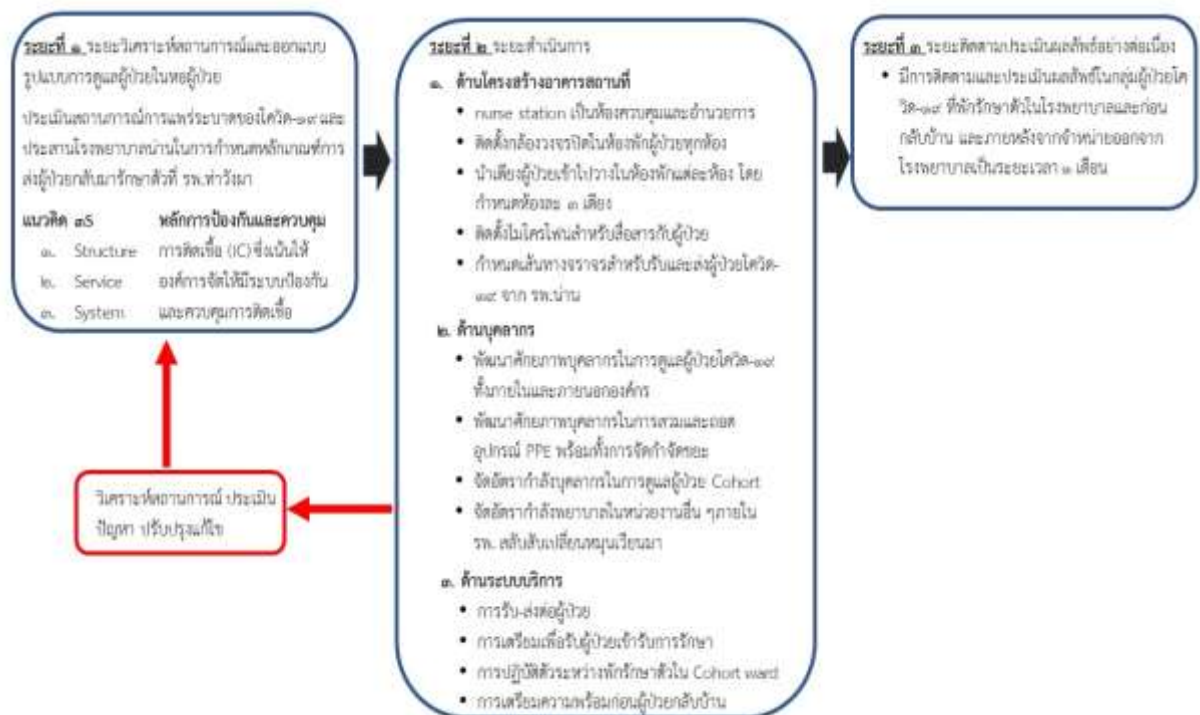 ระยะที่ ๑ ระยะวิเคราะห์สถานการณ์และออกแบบ
รูปแบบการดูแลผู้ป่วยในหอผู้ป่วย
ประเมินสถานการณ์การแพร่ระบาดของโควิด-๑๙ และ
ประสานโรงพยาบาลน่านในการกำหนดหลักเกณฑ์การ
ส่งผู้ป่วยกลับมารักษาตัวที่ รพ.ท่าวังผา
แนวคิด ๓S หลักการป้องกันและควบคุม
๑. Structure การติดเชื้อ (IC) ซึ่งเน้นให้
๒. Service องค์การจัดให้มีระบบป้องกัน
๓. System และควบคุมการติดเชื้อ
วิเคราะห์สถานการณ์ ประเมิน
ปัญหา ปรับปรุงแก้ไข
ระยะที่ ๒ ระยะดำเนินการ
๑. ด้านโครงสร้างอาคารสถานที่
• nurse station เป็นห้องควบคุมและอำนวยการ
• ติดตั้งกล้องวงจรปิดในห้องพักผู้ป่วยทุกห้อง
• นำเตียงผู้ป่วยเข้าไปวางในห้องพักแต่ละห้อง โดย
กำหนดห้องละ ๓ เตียง
• ติดตั้งไมโครโฟนสำหรับสื่อสารกับผู้ป่วย
• กำหนดเส้นทางจราจรสำหรับรับและส่งผู้ป่วยโควิด-
๑๙ จาก รพ.น่าน
๒. ด้านบุคลากร
• พัฒนาศักยภาพบุคลากรในการดูแลผู้ป่วยโควิด-๑๙
ทั้งภายในและภายนอกองค์กร
• พัฒนาศักยภาพบุคลากรในการสวมและถอด
อุปกรณ์ PPE พร้อมทั้งการจัดกำจัดขยะ
• จัดอัตรากำลังบุคลากรในการดูแลผู้ป่วย Cohort
• จัดอัตรากำลังพยาบาลในหน่วยงานอื่น ๆภายใน
รพ. สลับสับเปลี่ยนหมุนเวียนมา
๓. ด้านระบบบริการ
• การรับ-ส่งต่อผู้ป่วย
• การเตรียมเพื่อรับผู้ป่วยเข้ารับการรักษา
• การปฏิบัติตัวระหว่างพักรักษาตัวใน Cohort ward
• การเตรียมความพร้อมก่อนผู้ป่วยกลับบ้าน
ระยะที่ ๓ ระยะติดตามประเมินผลลัพธ์อย่างต่อเนื่อง
• มีการติดตามและประเมินผลลัพธ์ในกลุ่มผู้ป่วยโค
วิด-๑๙ ที่พักรักษาตัวในโรงพยาบาลและก่อน
กลับบ้าน และภายหลังจากจำหน่ายออกจาก
โรงพยาบาลเป็นระยะเวลา ๑ เดือน